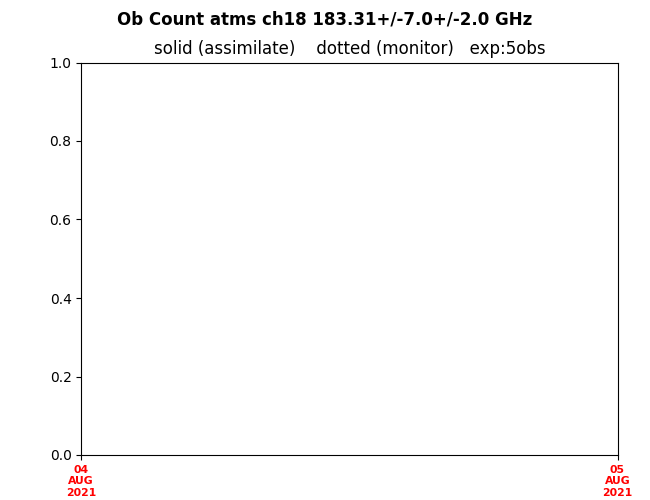 Ob Count atms ch18 183.31+/-7.0+/-2.0 GHz
solid (assimilate)    dotted (monitor)   exp:5obs
1.0
0.8
0.6
0.4
0.2
0.0
04
AUG
2021
05
AUG
2021